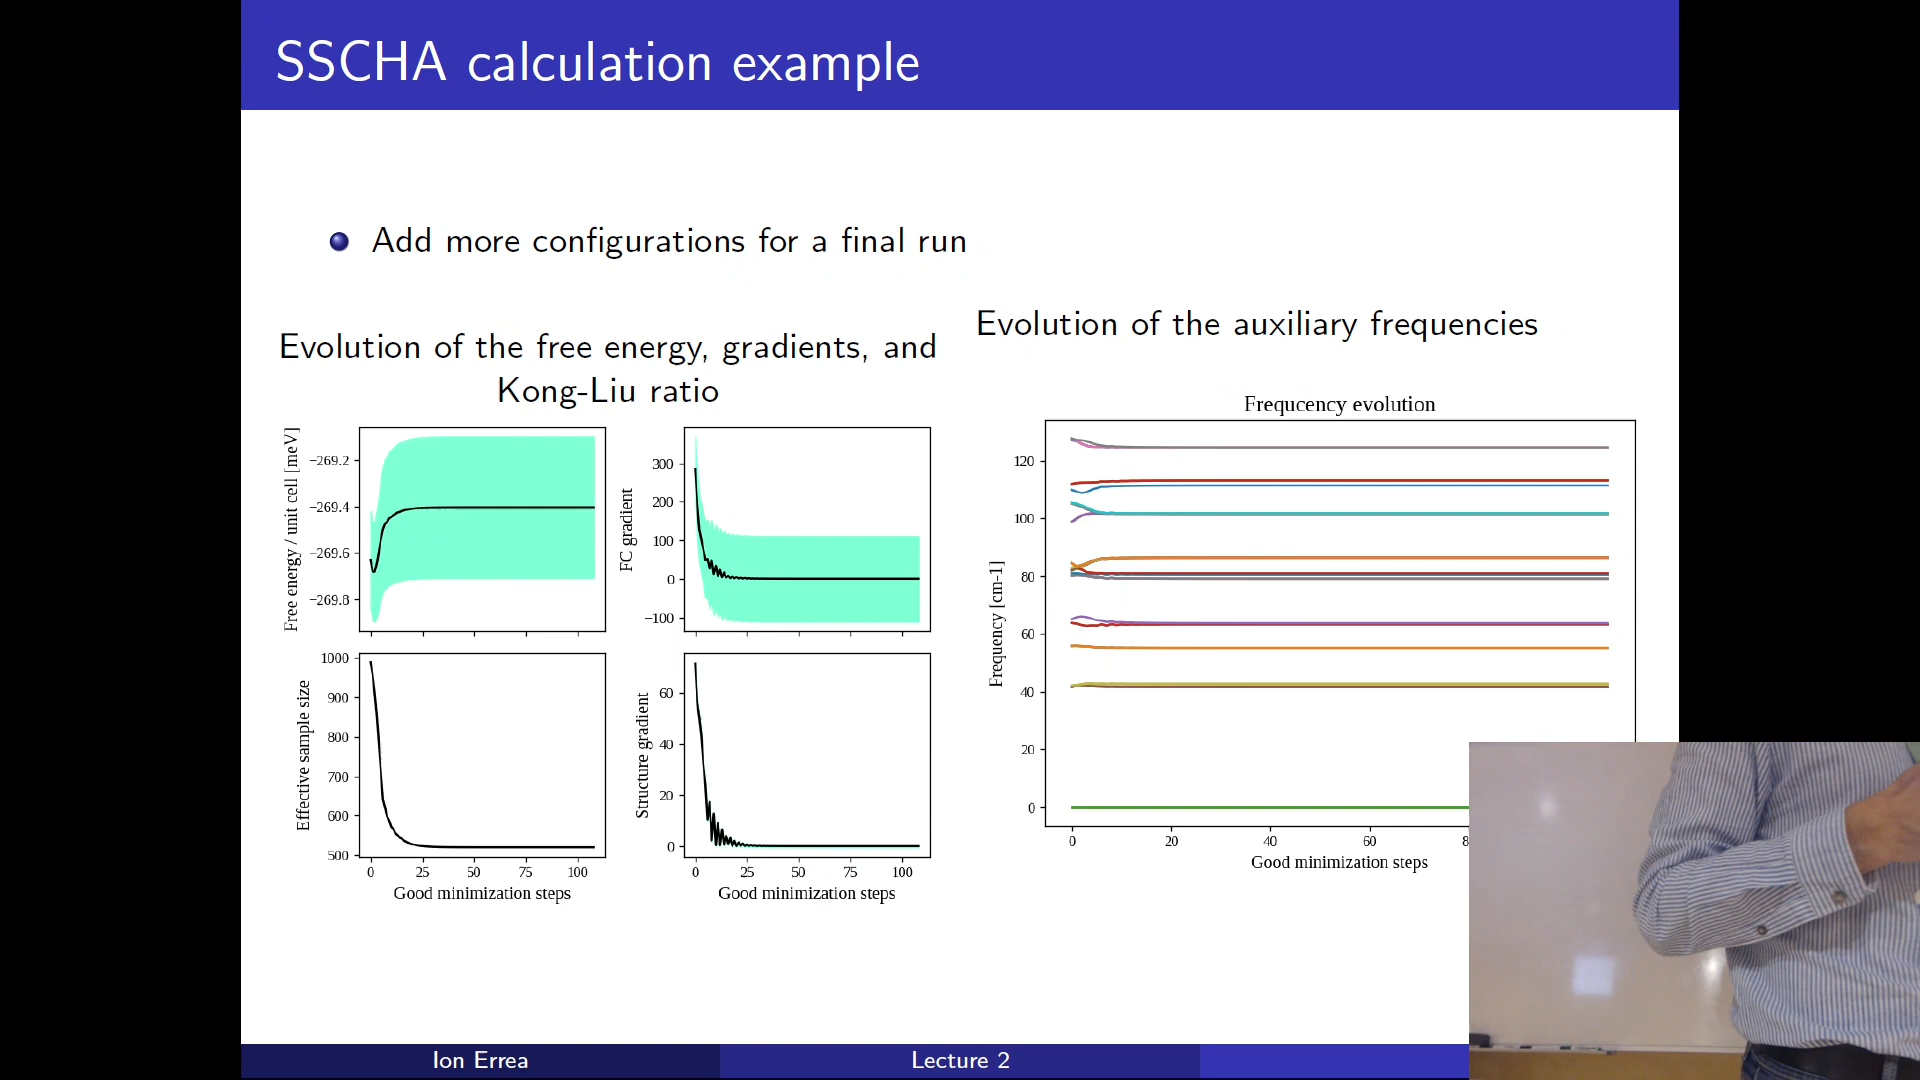 SSCHA calculation example
Add more configurations for a final run
Evolution of the free energy, gradients, and
Kong-Liu ratio
Evolution of the auxiliary frequencies
Free energy / unit cell [meV]
−269.2
−269.4
−269.6
−269.8
FC gradient
300
200
100
0
−100
Effective sample size
1000
900
800
700
600
500
0 25 50 75 100
Good minimization steps
Structure gradient
60
40
20
0
0 25 50 75 100
Good minimization steps
Frequcency evolution
Frequency [cm-1]
120
100
80
60
40
20
0
0 20 40 60 8
Good minimization steps
Ion Errea
Lecture 2